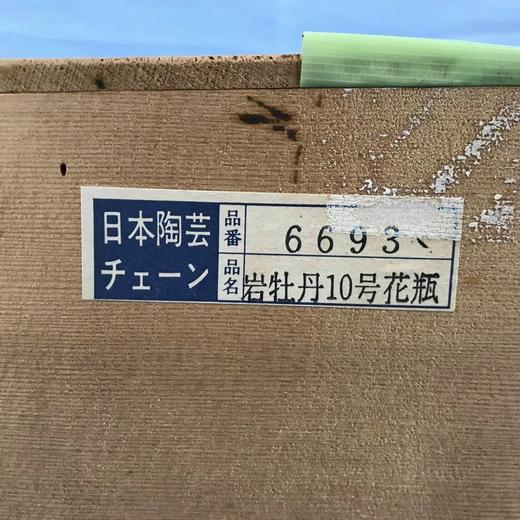 日本陶芸
チェーン
品番 6693
品名 岩牡丹10号花瓶